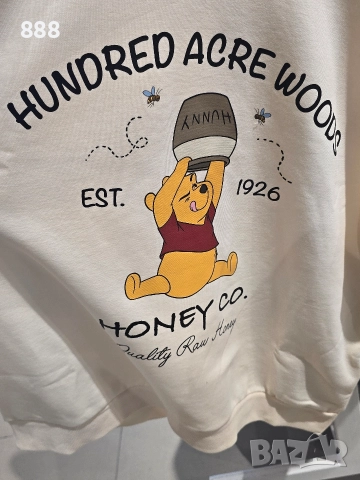 888
HUNDRED ACRE WOODS
HUNNY
EST. 1926
HONEY CO.
Quality Raw Honey
BAZAR